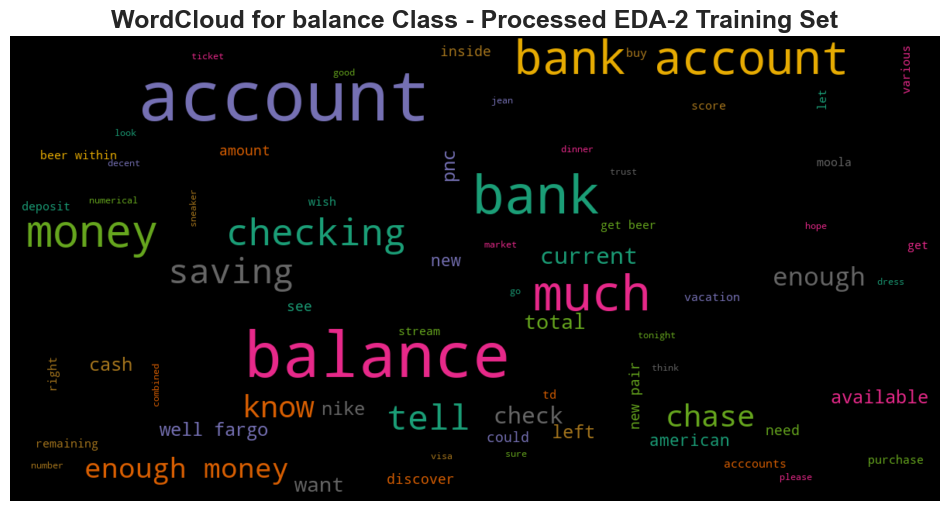 WordCloud for balance Class - Processed EDA-2 Training Set
ticket
inside
bank account
buy
various
account
good
jean
score
let
look
beer within
decent
amount
pnc
dinner
trust
moola
deposit
numerical
sneaker
wish
bank
money
checking
get beer
hope
saving
new
market
current
enough
get
dress
see
go
much
vacation
total
stream
tonight
balance
right
cash
combined
think
new pair
know
nike
tell
check
td
chase
available
well fargo
could
left
american
need
remaining
number
enough money
want
discover
visa
sure
acccounts
please
purchase